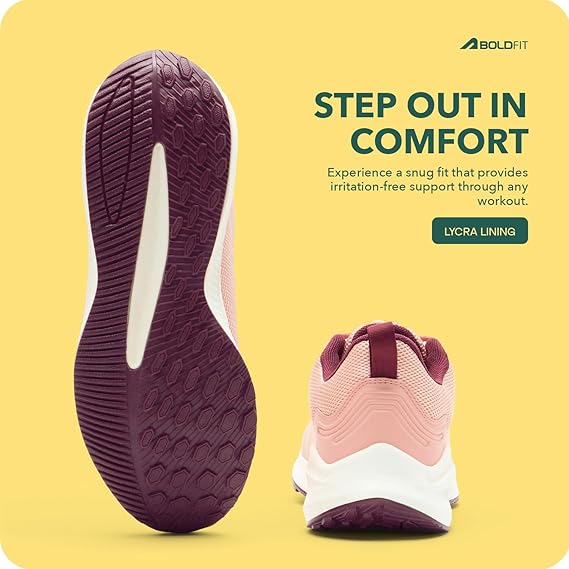 BOLDFIT
STEP OUT IN
COMFORT
Experience a snug fit that provides
irritation-free support through any
workout.
LYCRA LINING